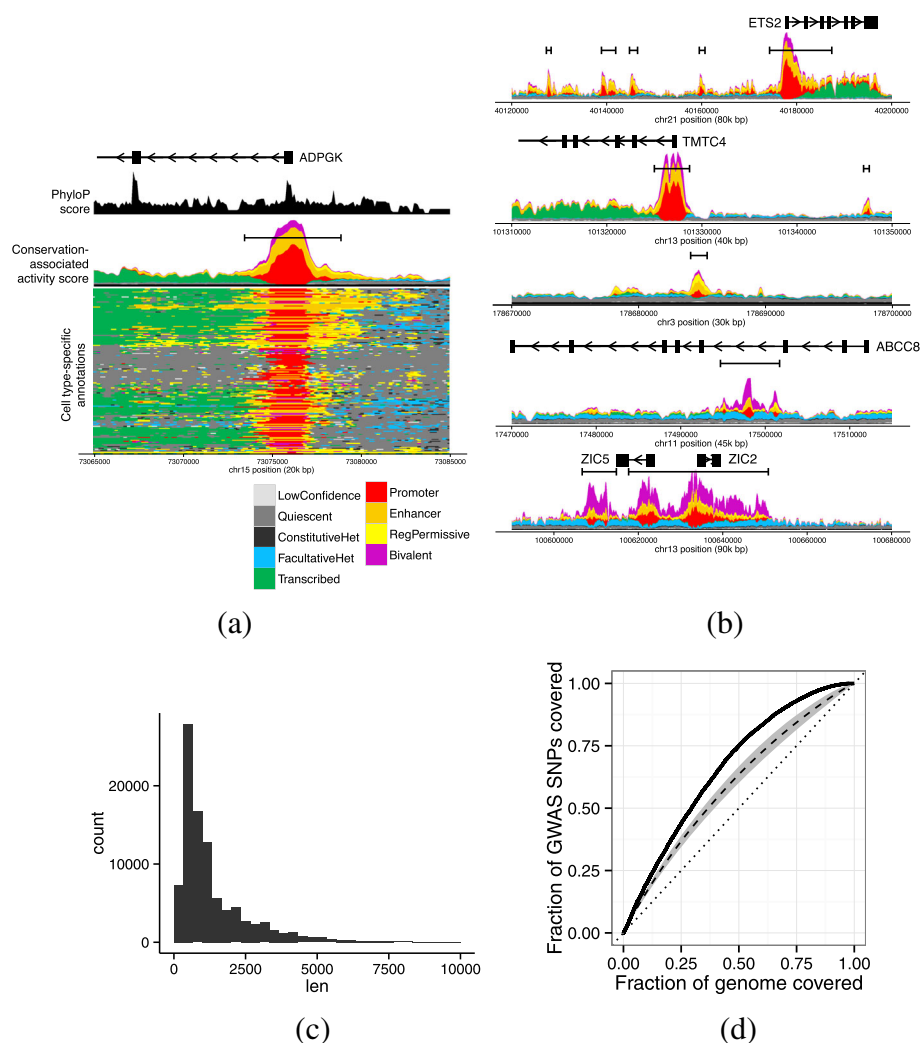 ADPGK
PhyloP
score
Conservation-
associated
activity score
Cell type-specific
annotations
73065000 73070000 73075000 73080000 73085000
chr15 position (20k bp)
LowConfidence
Quiescent
ConstitutiveHet
FacultativeHet
Transcribed
Promoter
Enhancer
RegPermissive
Bivalent
(a)
ETS2
40120000 40140000 40160000 40180000 40200000
chr21 position (80k bp)
TMTC4
101310000 101320000 101330000 101340000 101350000
chr13 position (40k bp)
178670000 178680000 178690000 178700000
chr3 position (30k bp)
ABCC8
17470000 17480000 17490000 17500000 17510000
chr11 position (45k bp)
ZIC5 ZIC2
100600000 100620000 100640000 100660000 100680000
chr13 position (90k bp)
(b)
count
20000
10000
0
0 2500 5000 7500 10000
len
(c)
Fraction of GWAS SNPs covered
1.00
0.75
0.50
0.25
0.00
0.00 0.25 0.50 0.75 1.00
Fraction of genome covered
(d)